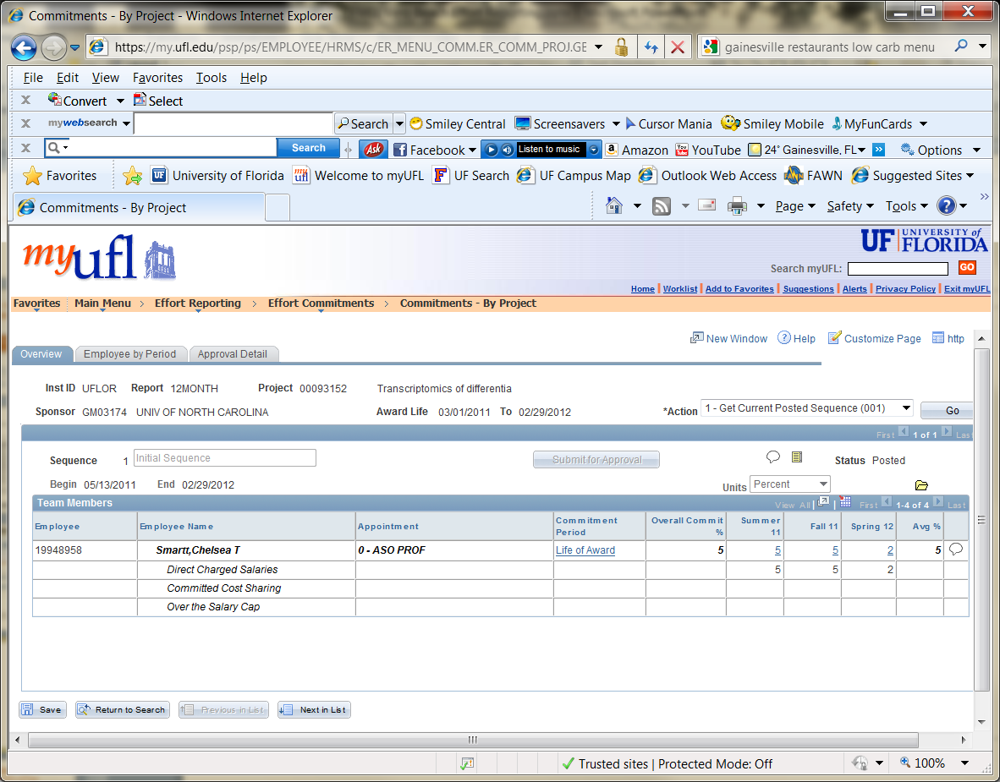 Commitments - By Project - Windows Internet Explorer
https://my.ufl.edu/psp/ps/EMPLOYEE/HRMS/c/ER_MENU_COMM.ER_COMM_PROJ.GE gainesville restaurants low carb menu
File Edit View Favorites Tools Help
X Convert Select
X mywebsearch Search Smiley Central Screensavers Cursor Mania Smiley Mobile MyFunCards
X Search Ask Facebook Listen to music Amazon YouTube 24° Gainesville, FL Options
Favorites University of Florida Welcome to myUFL UF Search UF Campus Map Outlook Web Access FAWN Suggested Sites
Commitments - By Project Page Safety Tools
myufl UF UNIVERSITY of FLORIDA
Search myUFL: GO
Home | Worklist | Add to Favorites | Suggestions | Alerts | Privacy Policy | Exit myUFL
Favorites Main Menu > Effort Reporting > Effort Commitments > Commitments - By Project
New Window Help Customize Page http
Overview Employee by Period Approval Detail
Inst ID UFLOR Report 12MONTH Project 00093152 Transcriptomics of differentia
Sponsor GM03174 UNIV OF NORTH CAROLINA Award Life 03/01/2011 To 02/29/2012 *Action 1 - Get Current Posted Sequence (001) Go
First 1 of 1 Last
Sequence 1 Initial Sequence Submit for Approval Status Posted
Begin 05/13/2011 End 02/29/2012 Units Percent
Team Members View All | | First 1-4 of 4 Last
Employee Employee Name Appointment Commitment Period Overall Commit % Summer 11 Fall 11 Spring 12 Avg %
19948958 Smartt,Chelsea T 0 - ASO PROF Life of Award 5 5 5 2 5
Direct Charged Salaries 5 5 2
Committed Cost Sharing
Over the Salary Cap
Save Return to Search Previous in List Next in List
Trusted sites | Protected Mode: Off 100%